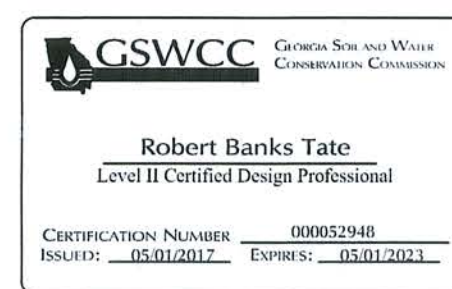 GSWCC GEORGIA SOIL AND WATER
CONSERVATION COMMISSION
Robert Banks Tate
Level II Certified Design Professional
CERTIFICATION NUMBER 000052948
ISSUED: 05/01/2017 EXPIRES: 05/01/2023